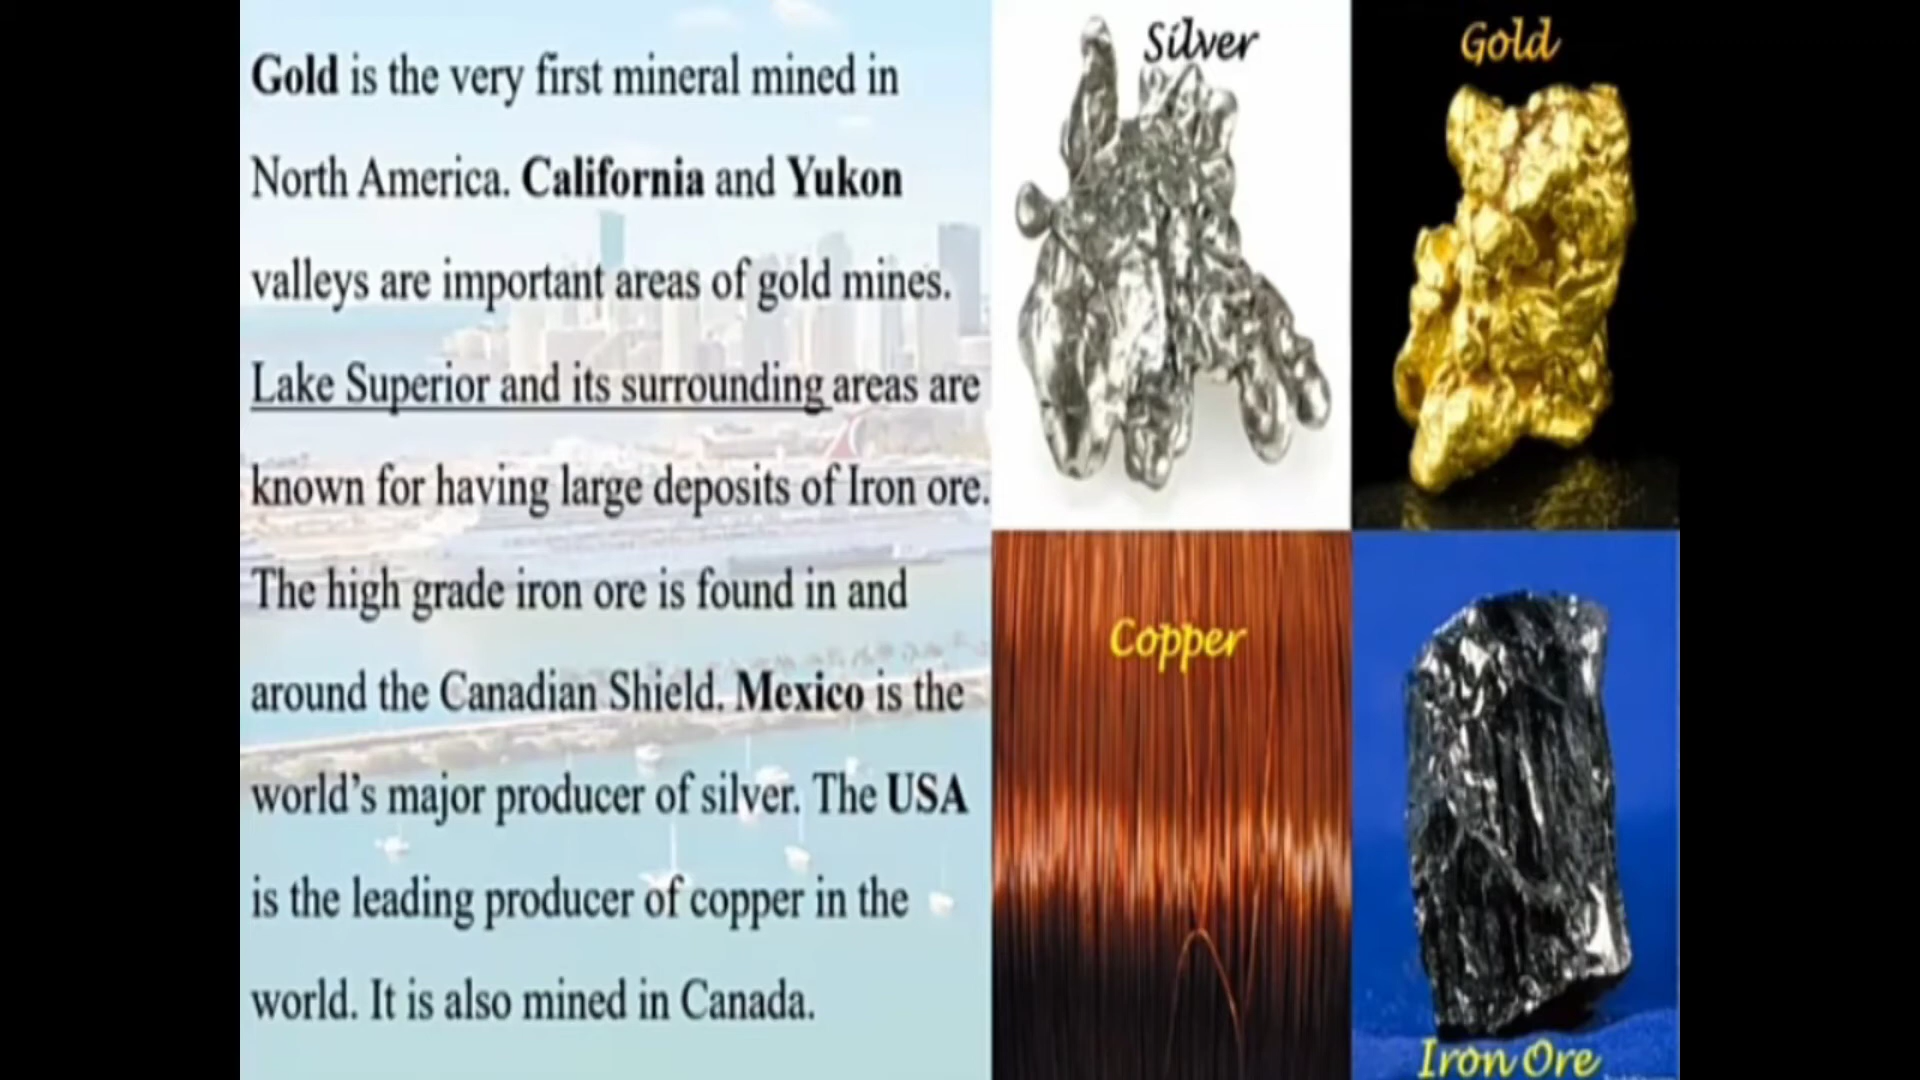 Gold is the very first mineral mined in
North America. California and Yukon
valleys are important areas of gold mines.
Lake Superior and its surrounding areas are
known for having large deposits of Iron ore.
The high grade iron ore is found in and
around the Canadian Shield. Mexico is the
world's major producer of silver. The USA
is the leading producer of copper in the
world. It is also mined in Canada.
Silver
Gold
Copper
Iron Ore